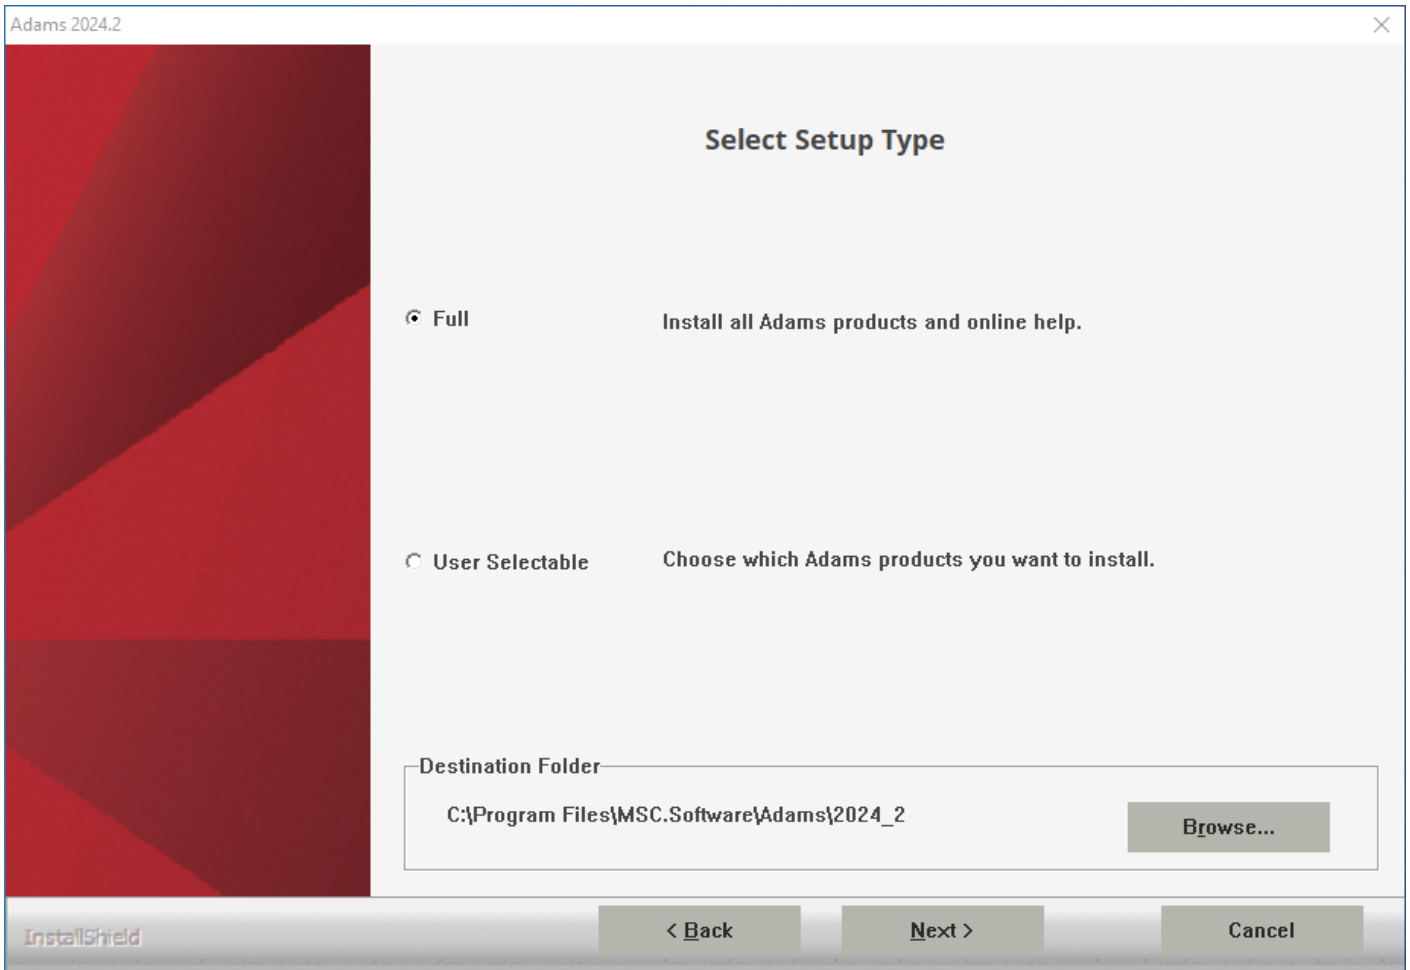 Adams 2024.2
Select Setup Type
Full
Install all Adams products and online help.
User Selectable
Choose which Adams products you want to install.
Destination Folder
C:\Program Files\MSC.Software\Adams\2024_2
Browse...
InstallShield
< Back
Next >
Cancel